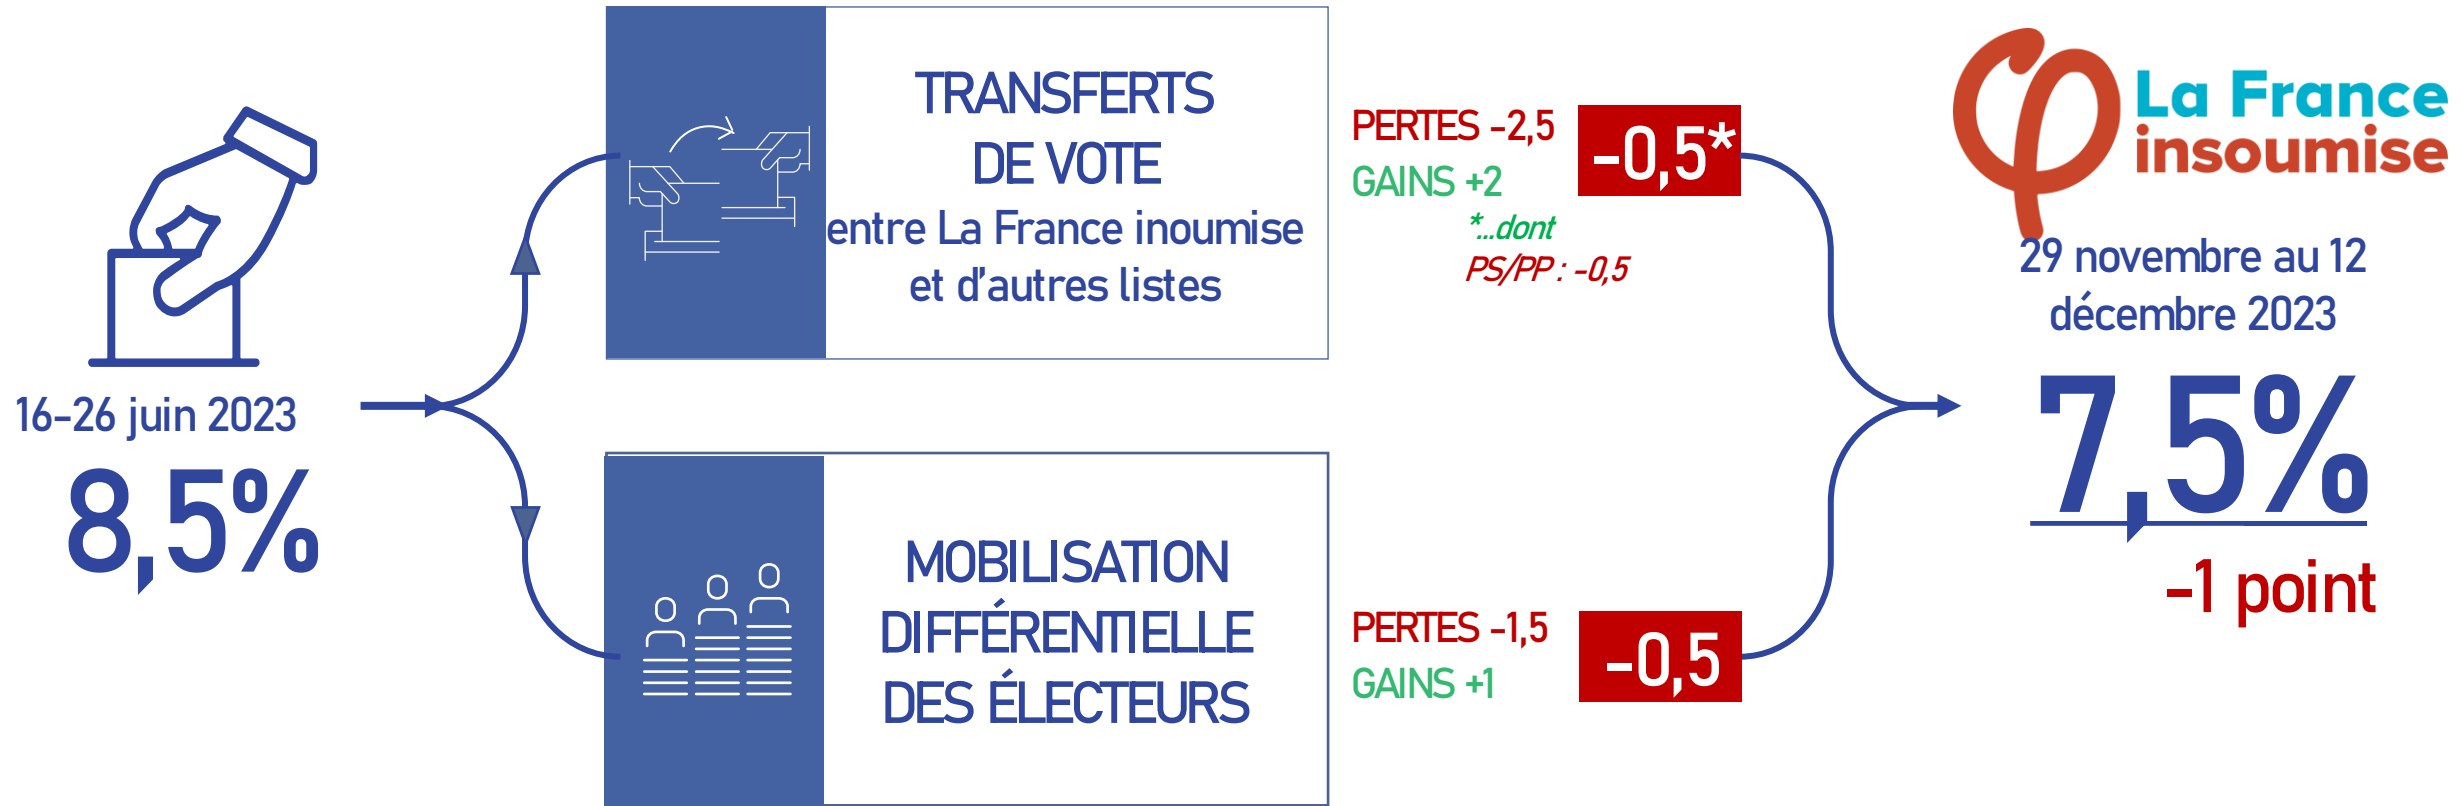 16-26 juin 2023
8,5%
TRANSFERTS
DE VOTE
entre La France inoumise
et d'autres listes
PERTES -2,5
GAINS +2
-0,5*
*...dont
PS/PP : -0,5
MOBILISATION
DIFFÉRENTIELLE
DES ÉLECTEURS
PERTES -1,5
GAINS +1
-0,5
La France
insoumise
29 novembre au 12
décembre 2023
7,5%
-1 point